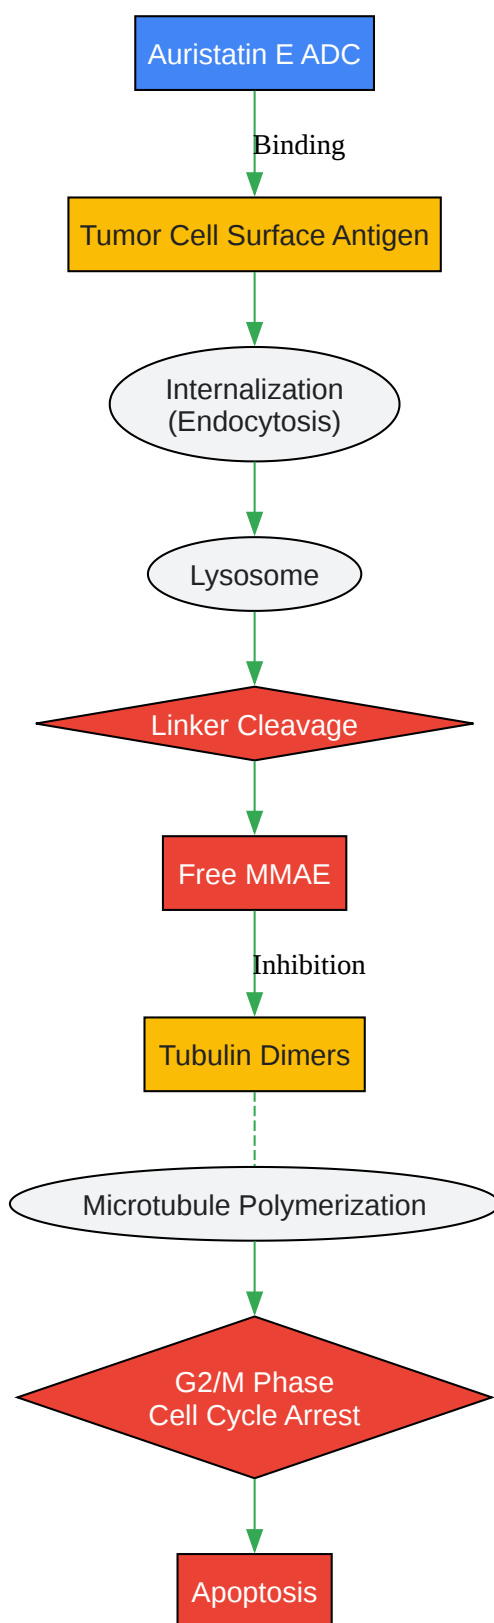 Auristatin E ADC
Binding
Tumor Cell Surface Antigen
Internalization
(Endocytosis)
Lysosome
Linker Cleavage
Free MMAE
Inhibition
Tubulin Dimers
Microtubule Polymerization
G2/M Phase
Cell Cycle Arrest
Apoptosis